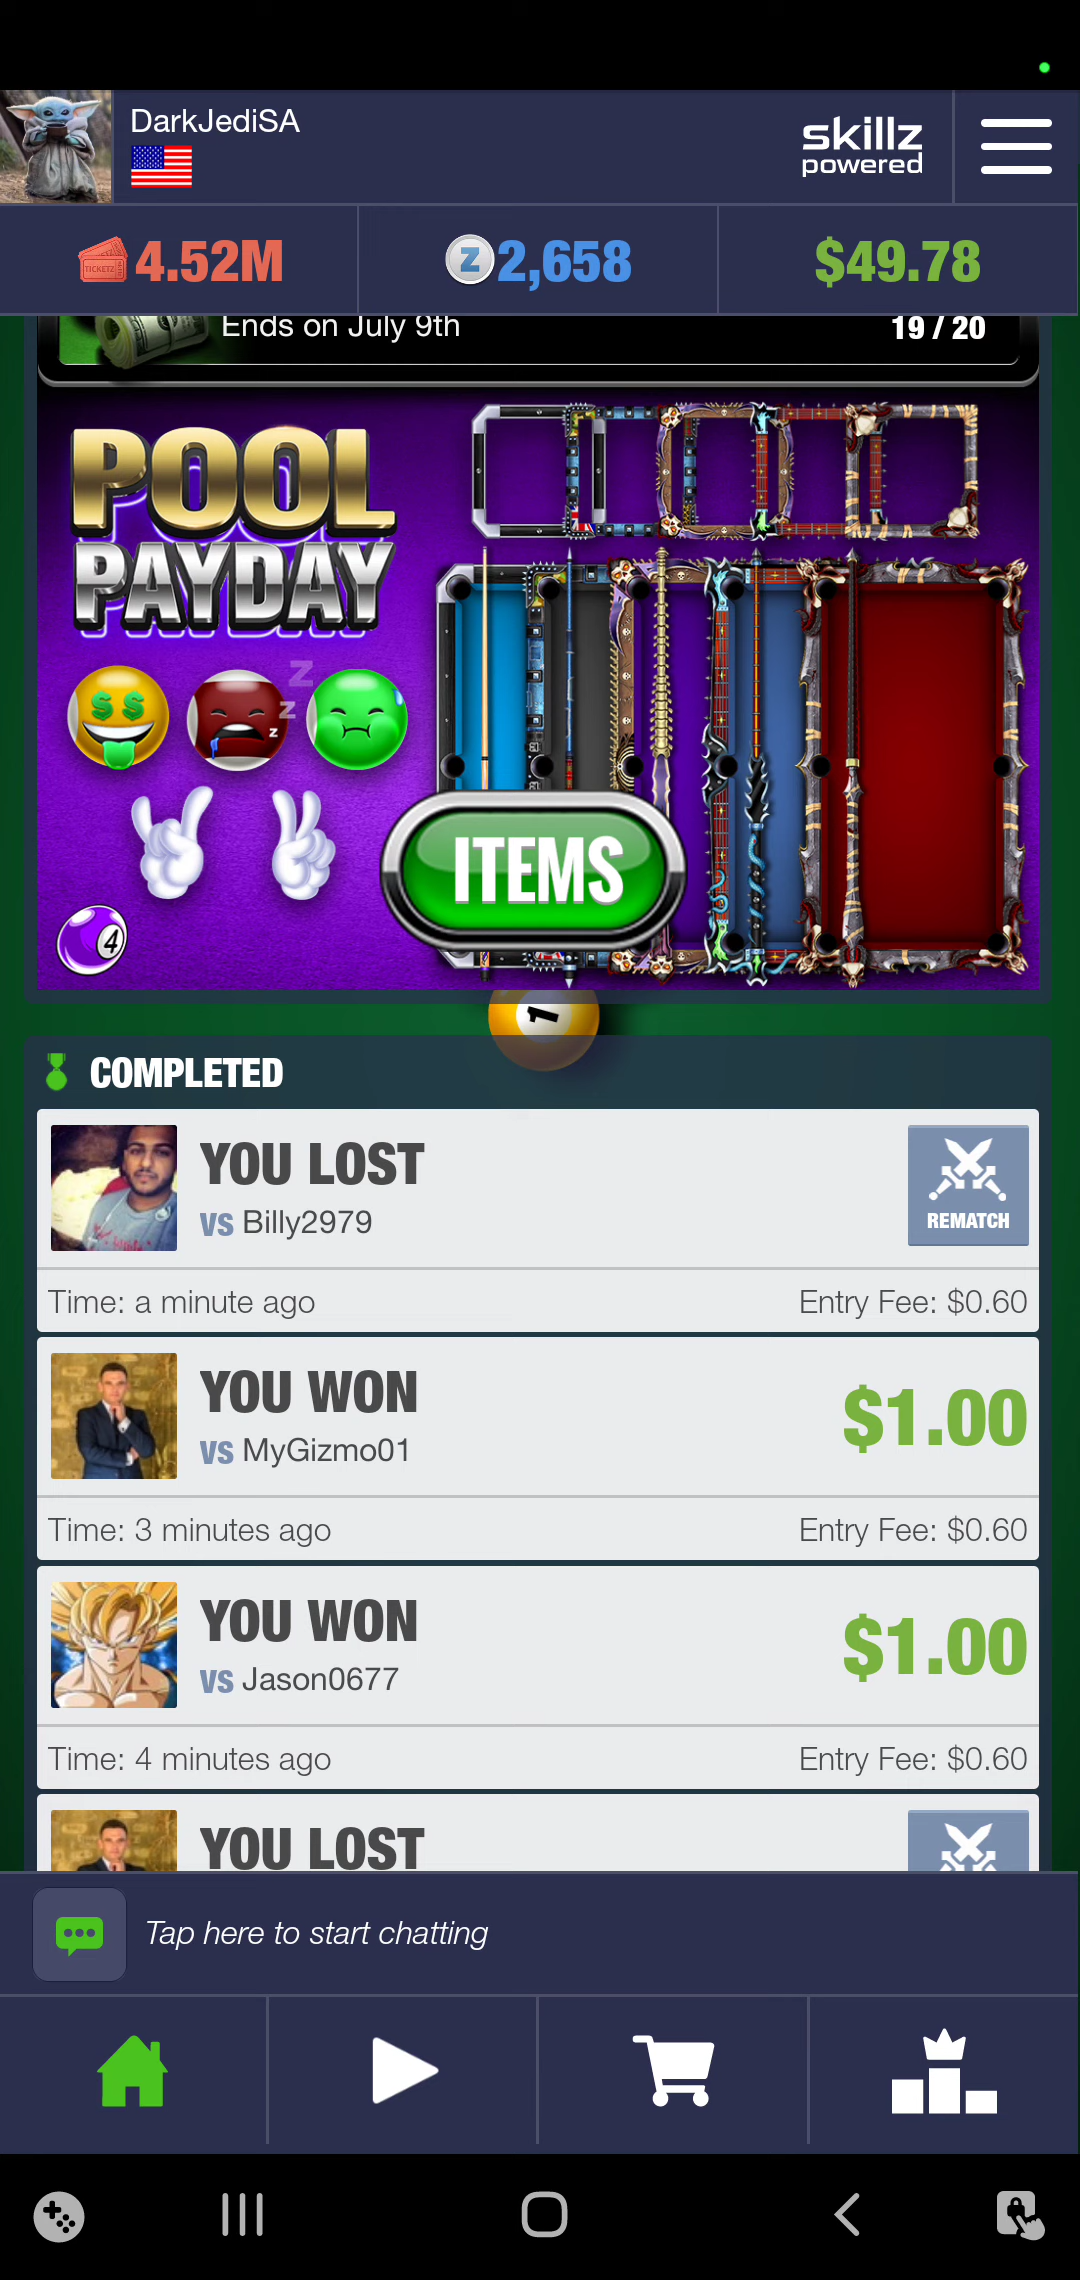 DarkJediSA
skillz
powered
TICKETZ
4.52M
Z
2,658
$49.78
Ends on July 9th
19 / 20
POOL
PAYDAY
$ $
Z
Z
Z
ITEMS
4
1
COMPLETED
YOU LOST
vs Billy2979
REMATCH
Time: a minute ago
Entry Fee: $0.60
YOU WON
vs MyGizmo01
$1.00
Time: 3 minutes ago
Entry Fee: $0.60
YOU WON
vs Jason0677
$1.00
Time: 4 minutes ago
Entry Fee: $0.60
YOU LOST
Tap here to start chatting